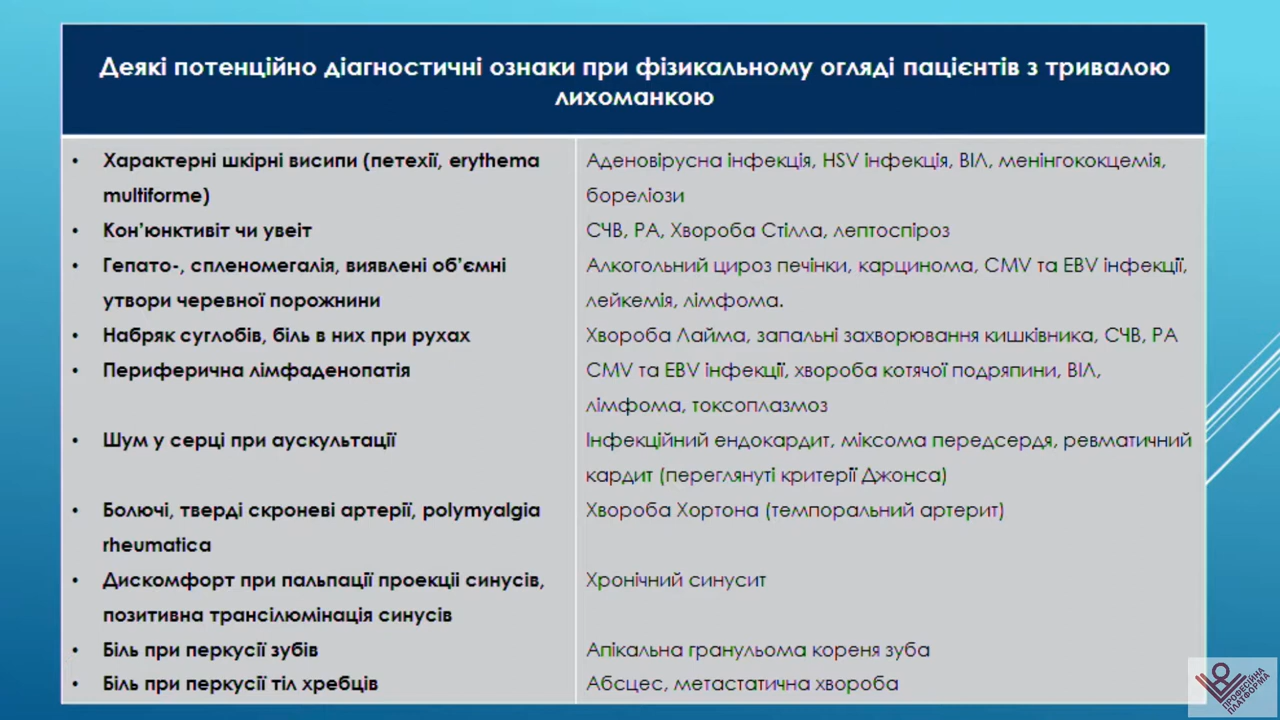 Деякі потенційно діагностичні ознаки при фізикальному огляді пацієнтів з тривалою
лихоманкою
• Характерні шкірні висипи (петехії, erythema
multiforme)
Аденовірусна інфекція, HSV інфекція, ВІЛ, менінгококцемія,
бореліози
• Кон'юнктивіт чи увеіт
СЧВ, РА, Хвороба Стілла, лептоспіроз
• Гепато-, спленомегалія, виявлені об'ємні
утвори черевної порожнини
Алкогольний цироз печінки, карцинома, CMV та EBV інфекції,
лейкемія, лімфома.
• Набряк суглобів, біль в них при рухах
Хвороба Лайма, запальні захворювання кишківника, СЧВ, РА
• Периферична лімфаденопатія
CMV та EBV інфекції, хвороба котячої подряпини, ВІЛ,
лімфома, токсоплазмоз
• Шум у серці при аускультації
Інфекційний ендокардит, міксома передсердя, ревматичний
кардит (переглянуті критерії Джонса)
• Болючі, тверді скроневі артерії, polymyalgia
rheumatica
Хвороба Хортона (темпоральний артерит)
• Дискомфорт при пальпації проекціі синусів,
позитивна трансілюмінація синусів
Хронічний синусит
• Біль при перкусії зубів
Апікальна гранульома кореня зуба
• Біль при перкусії тіл хребців
Абсцес, метастатична хвороба
ПРОФЕСІЙНА
ПЛАТФОРМА